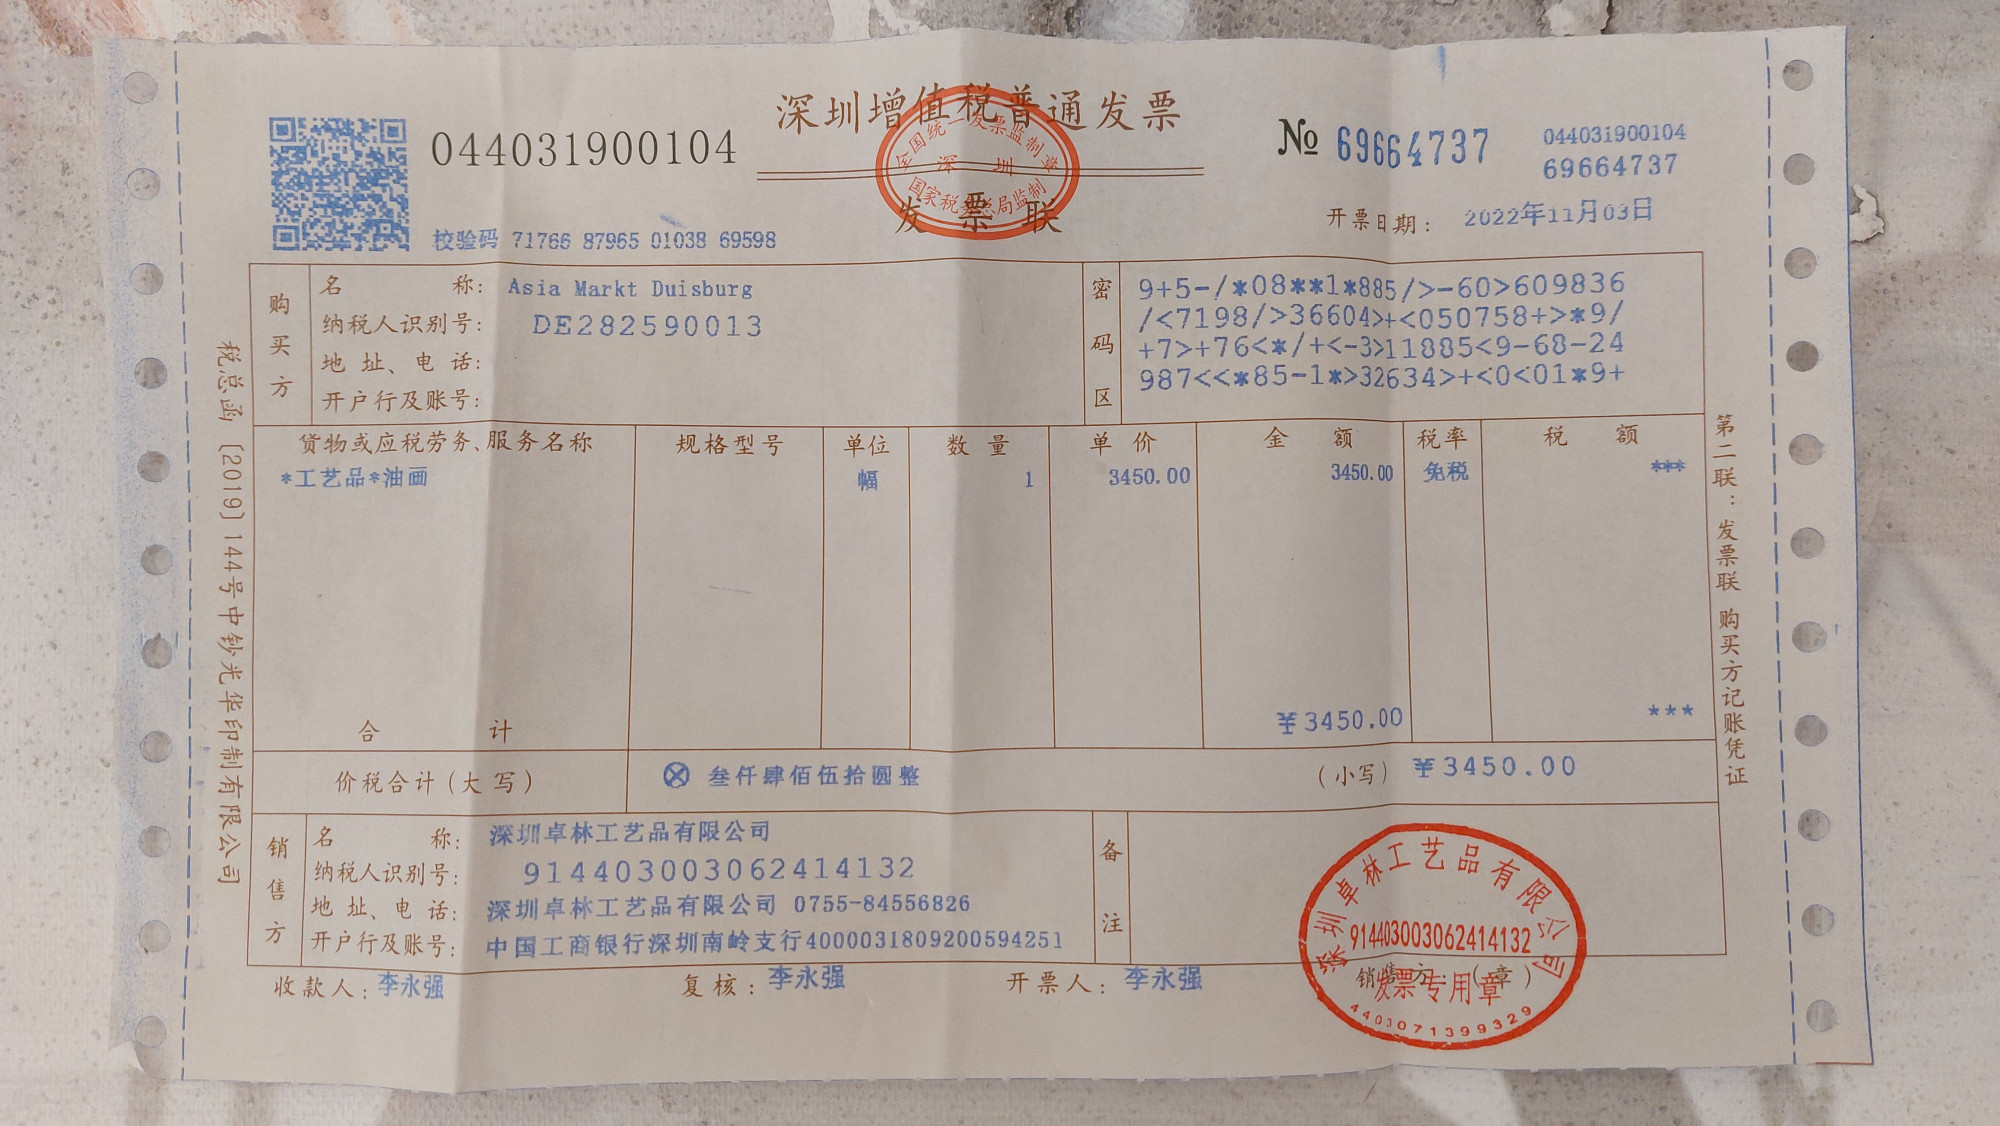 深圳增值税普通发票
044031900104
№ 69664737
044031900104
69664737
全国统一发票监制章
深圳
国家税务总局监制
发票联
校验码 71766 87965 01038 69598
开票日期: 2022年11月03日
购买方
名称: Asia Markt Duisburg
纳税人识别号: DE282590013
地址、电话:
开户行及账号:
密码区
9+5-/*08**1*885/>-60>609836
/<7198/>36604>+<050758+>*9/
+7>+76<*/+<-3>11885<9-68-24
987<<*85-1*>32634>+<0<01*9+
货物或应税劳务、服务名称 规格型号 单位 数量 单价 金额 税率 税额
*工艺品*油画 幅 1 3450.00 3450.00 免税 ***
合计 ¥3450.00 ***
价税合计(大写) ⊗ 叁仟肆佰伍拾圆整 (小写) ¥3450.00
销售方
名称: 深圳卓林工艺品有限公司
纳税人识别号: 914403003062414132
地址、电话: 深圳卓林工艺品有限公司 0755-84556826
开户行及账号: 中国工商银行深圳南岭支行4000031809200594251
备注
收款人: 李永强 复核: 李永强 开票人: 李永强 销售方:(章)
深圳卓林工艺品有限公司
914403003062414132
发票专用章
4403071399329
税总函〔2019〕144号中钞光华印制有限公司
第二联:发票联 购买方记账凭证